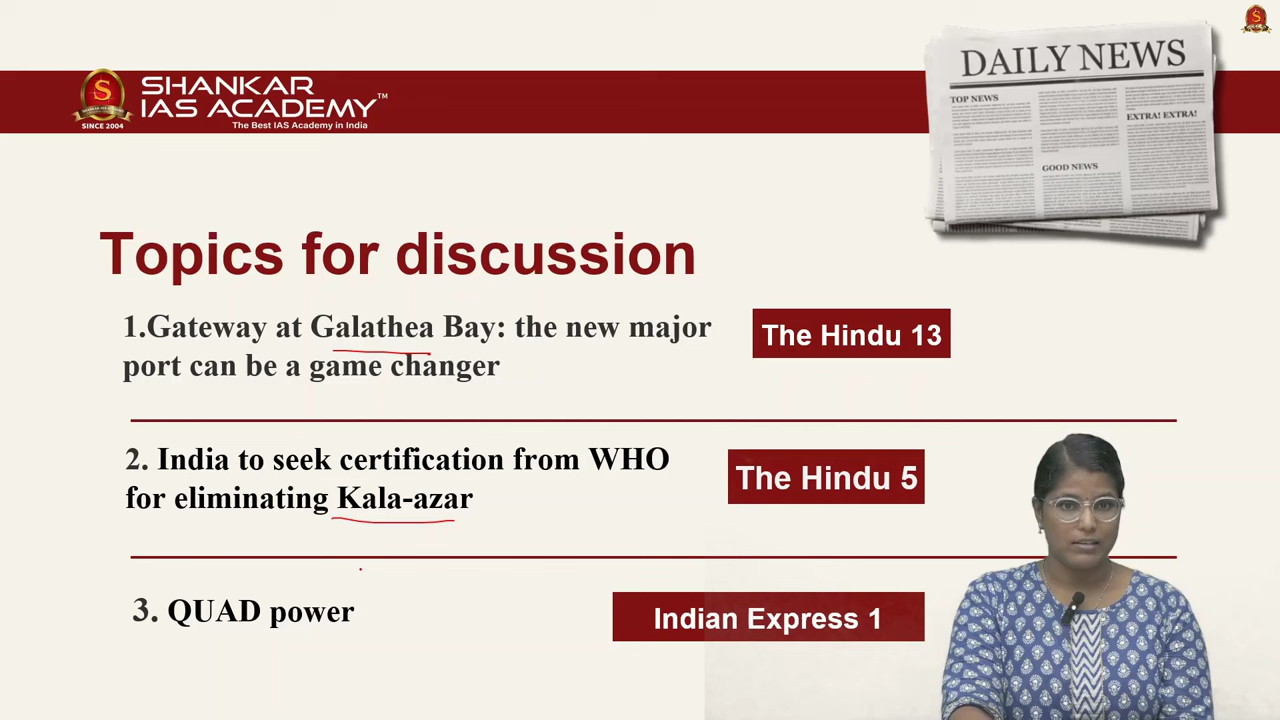 SHANKAR
IAS ACADEMY™
The Best IAS Academy in India
SINCE 2004
DAILY NEWS
TOP NEWS
EXTRA! EXTRA!
GOOD NEWS
Topics for discussion
1.Gateway at Galathea Bay: the new major
port can be a game changer
The Hindu 13
2. India to seek certification from WHO
for eliminating Kala-azar
The Hindu 5
3. QUAD power
Indian Express 1